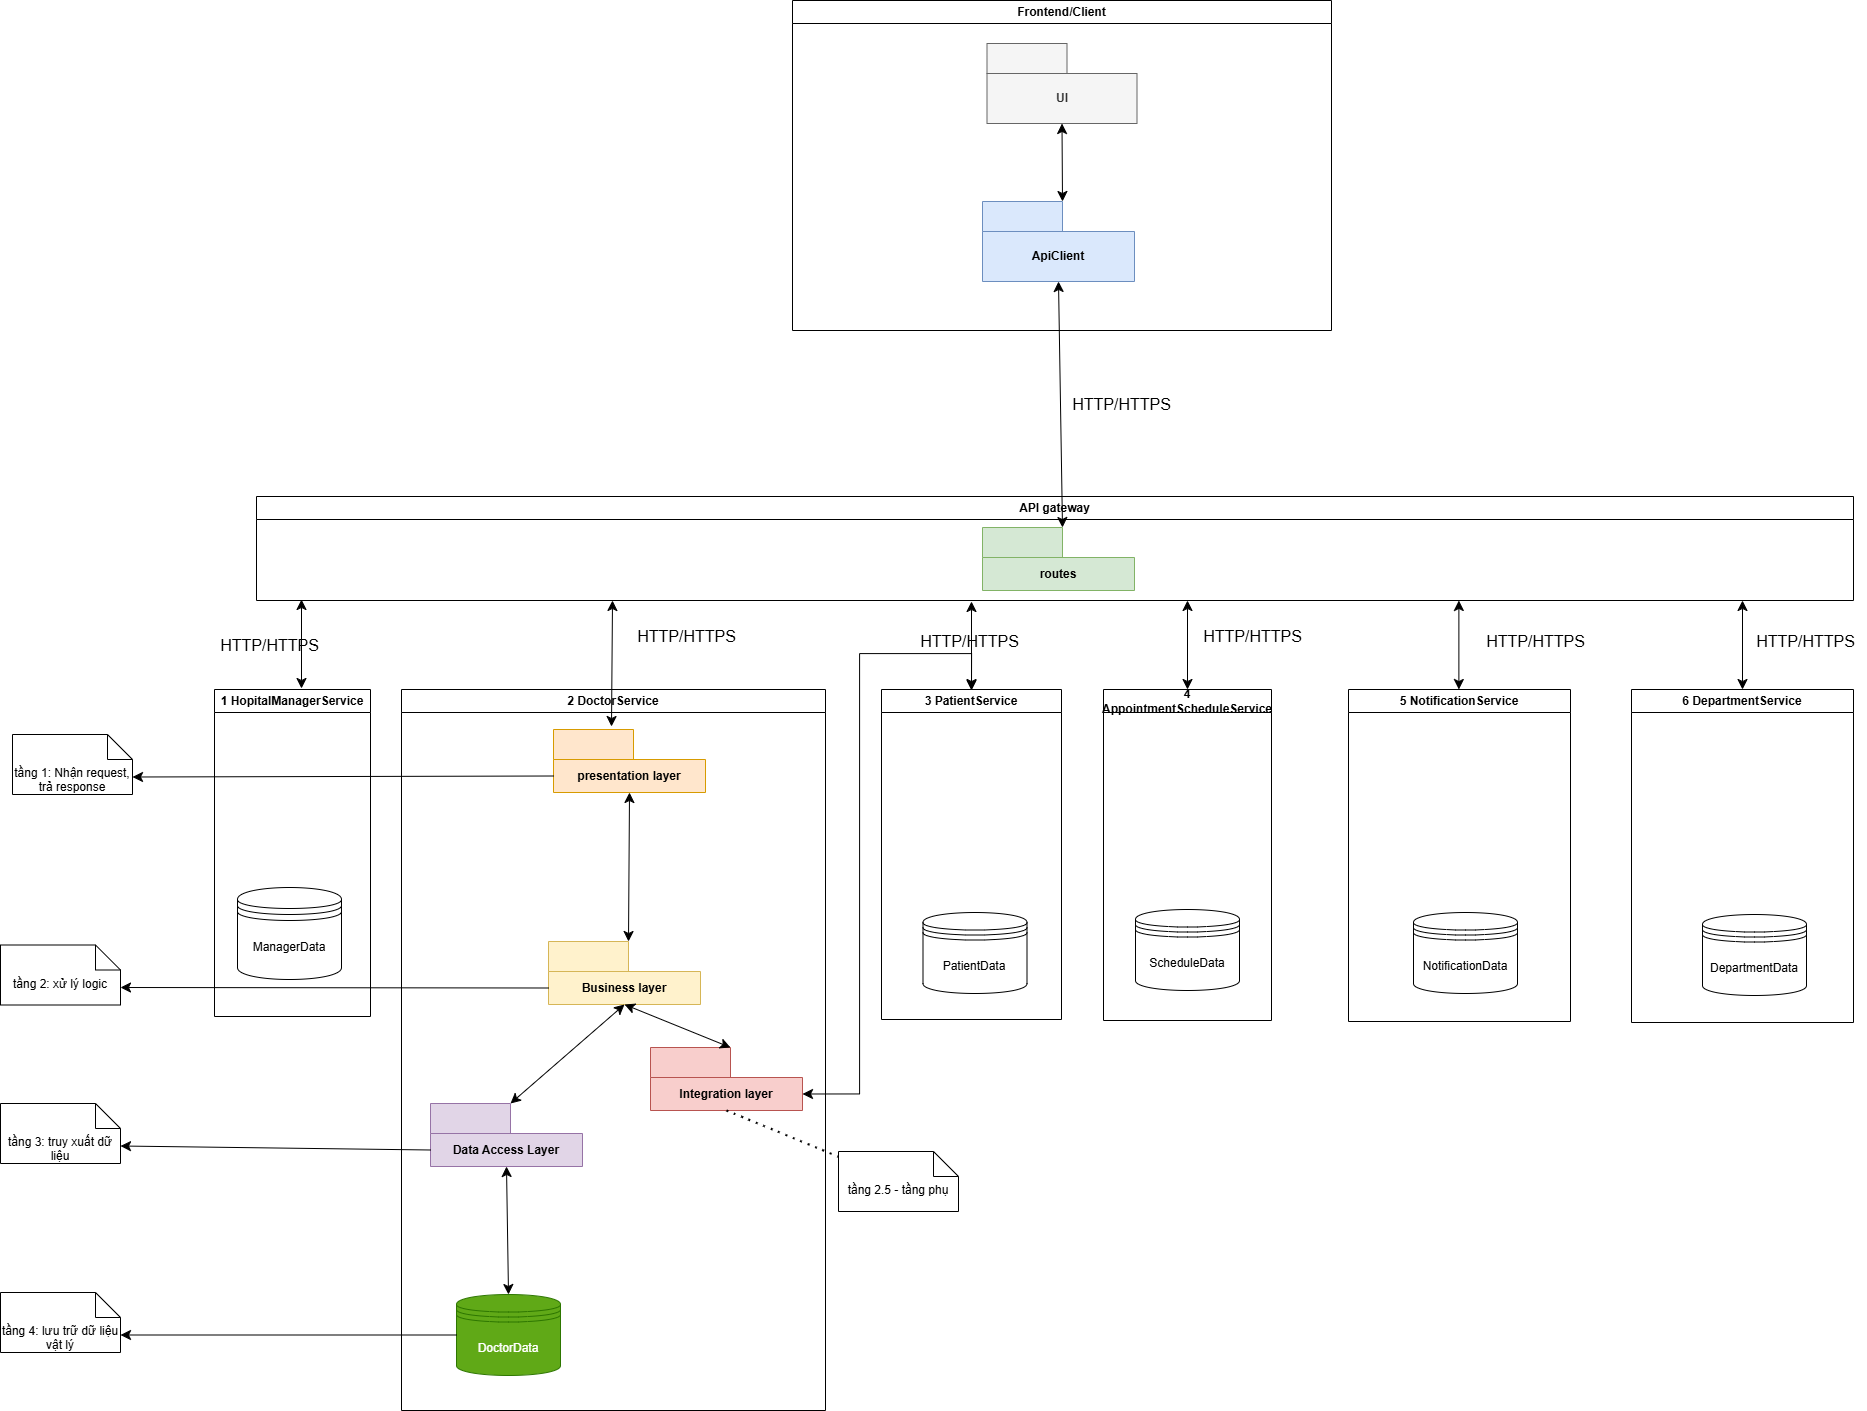 Frontend/Client
UI
ApiClient
HTTP/HTTPS
API gateway
routes
HTTP/HTTPS
HTTP/HTTPS
HTTP/HTTPS
HTTP/HTTPS
HTTP/HTTPS
HTTP/HTTPS
1 HopitalManagerService
2 DoctorService
3 PatientService
4
AppointmentScheduleService
5 NotificationService
6 DepartmentService
tầng 1: Nhận request,
trả response
presentation layer
ManagerData
PatientData
ScheduleData
NotificationData
DepartmentData
tầng 2: xử lý logic
Business layer
Integration layer
tầng 3: truy xuất dữ
liệu
Data Access Layer
tầng 2.5 - tầng phụ
tầng 4: lưu trữ dữ liệu
vật lý
DoctorData